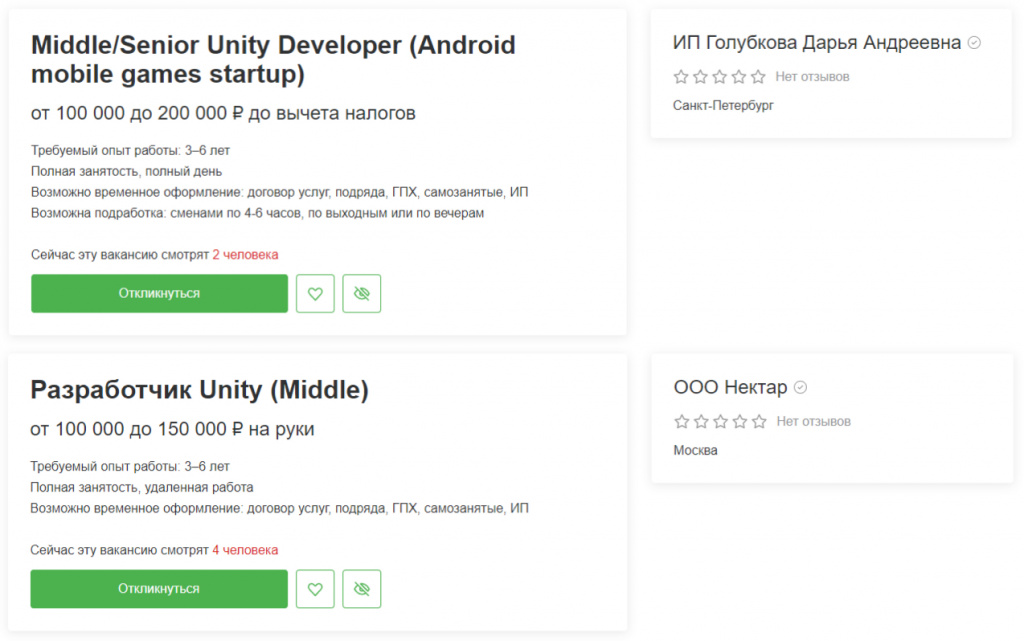 Middle/Senior Unity Developer (Android
mobile games startup)
от 100 000 до 200 000 ₽ до вычета налогов
Требуемый опыт работы: 3–6 лет
Полная занятость, полный день
Возможно временное оформление: договор услуг, подряда, ГПХ, самозанятые, ИП
Возможна подработка: сменами по 4-6 часов, по выходным или по вечерам
Сейчас эту вакансию смотрят 2 человека
Откликнуться
ИП Голубкова Дарья Андреевна
Нет отзывов
Санкт-Петербург
Разработчик Unity (Middle)
от 100 000 до 150 000 ₽ на руки
Требуемый опыт работы: 3–6 лет
Полная занятость, удаленная работа
Возможно временное оформление: договор услуг, подряда, ГПХ, самозанятые, ИП
Сейчас эту вакансию смотрят 4 человека
Откликнуться
ООО Нектар
Нет отзывов
Москва